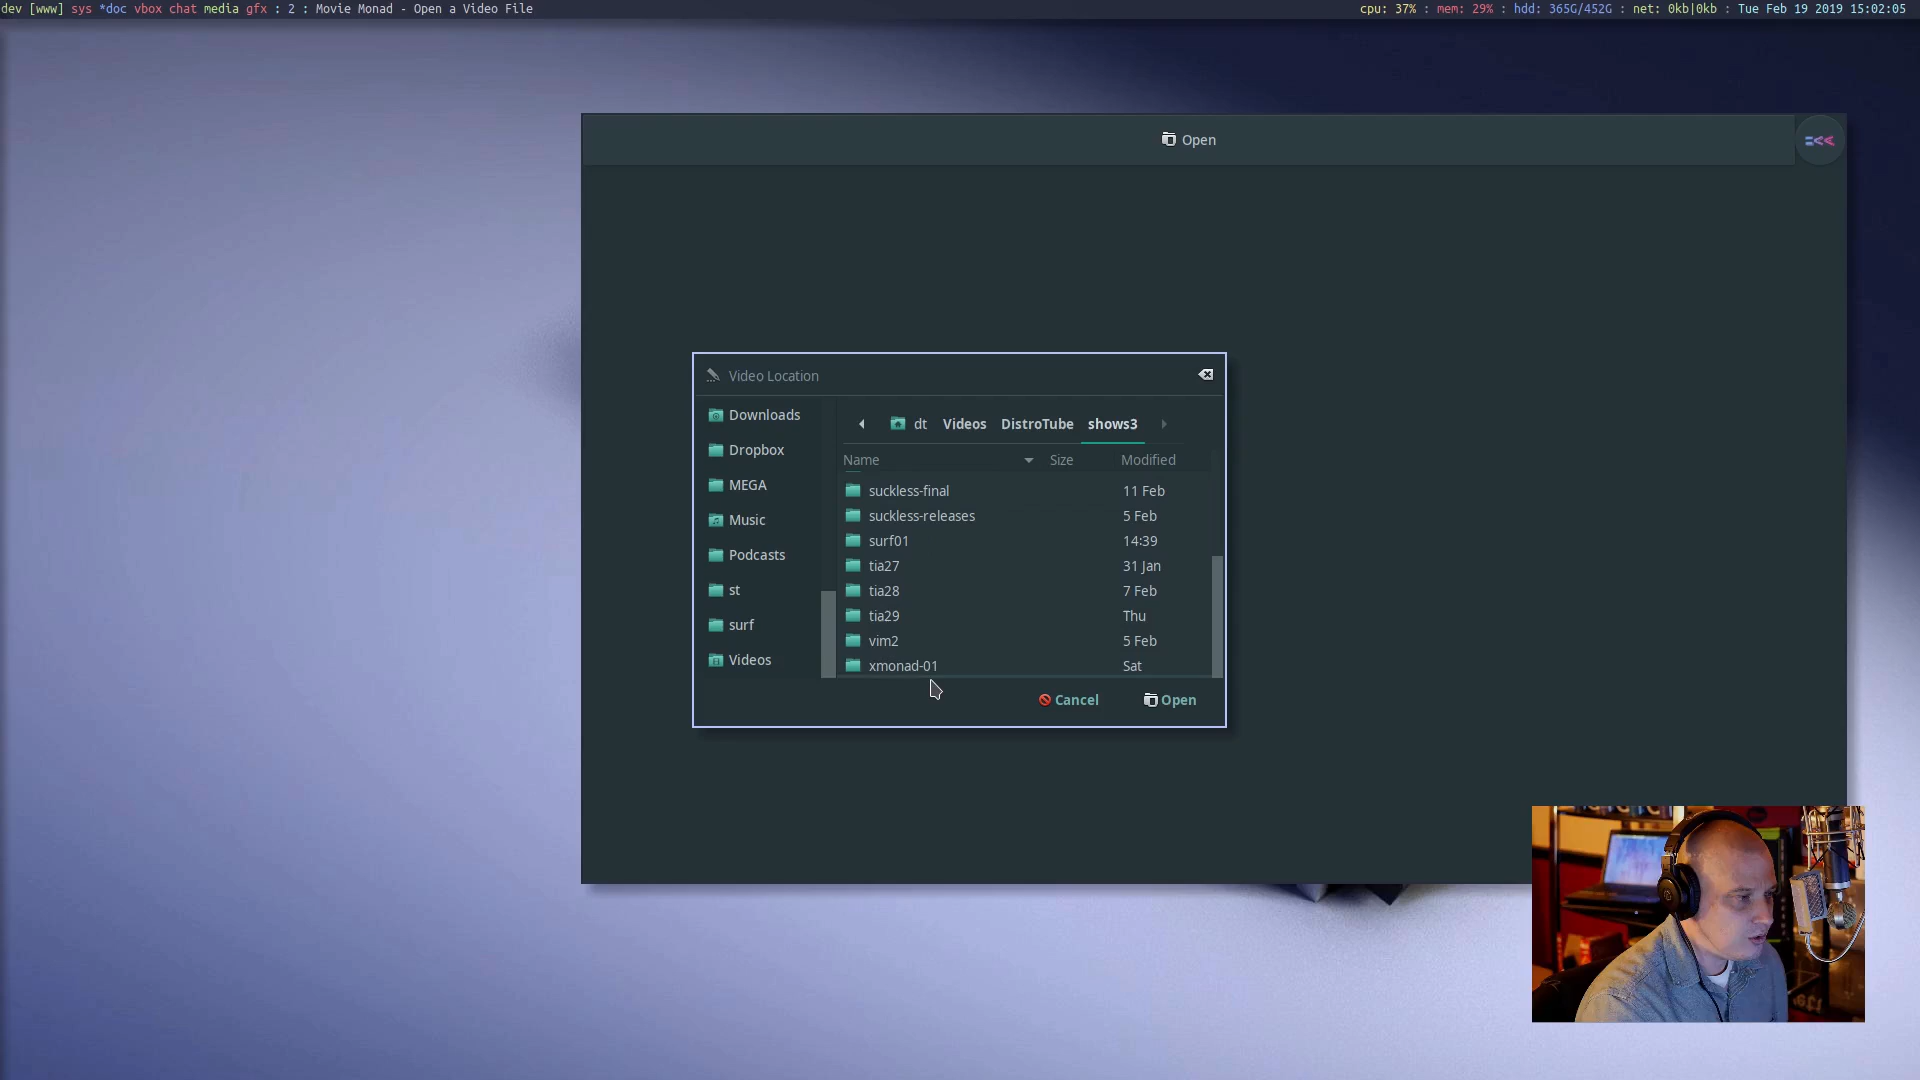 dev [www] sys *doc vbox chat media gfx : 2 : Movie Monad - Open a Video File
cpu: 37% : mem: 29% : hdd: 365G/452G : net: 0kb|0kb : Tue Feb 19 2019 15:02:05
Open
Video Location
Downloads
Dropbox
MEGA
Music
Podcasts
st
surf
Videos
dt Videos DistroTube shows3
Name Size Modified
suckless-final 11 Feb
suckless-releases 5 Feb
surf01 14:39
tia27 31 Jan
tia28 7 Feb
tia29 Thu
vim2 5 Feb
xmonad-01 Sat
Cancel Open